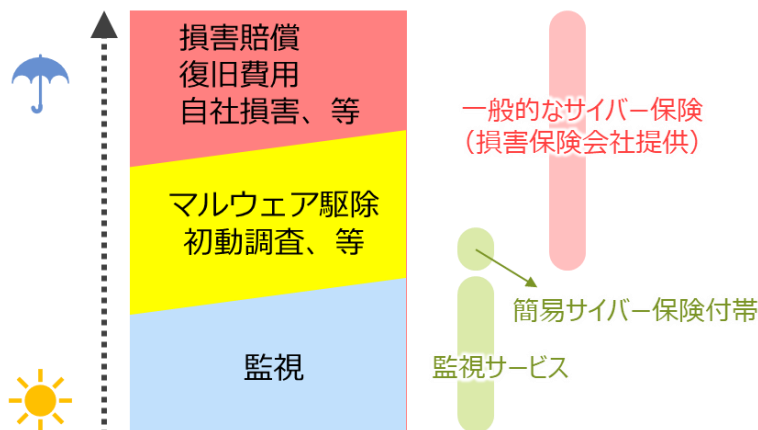 損害賠償
復旧費用
自社損害、等
マルウェア駆除
初動調査、等
監視
一般的なサイバー保険
（損害保険会社提供）
簡易サイバー保険付帯
監視サービス